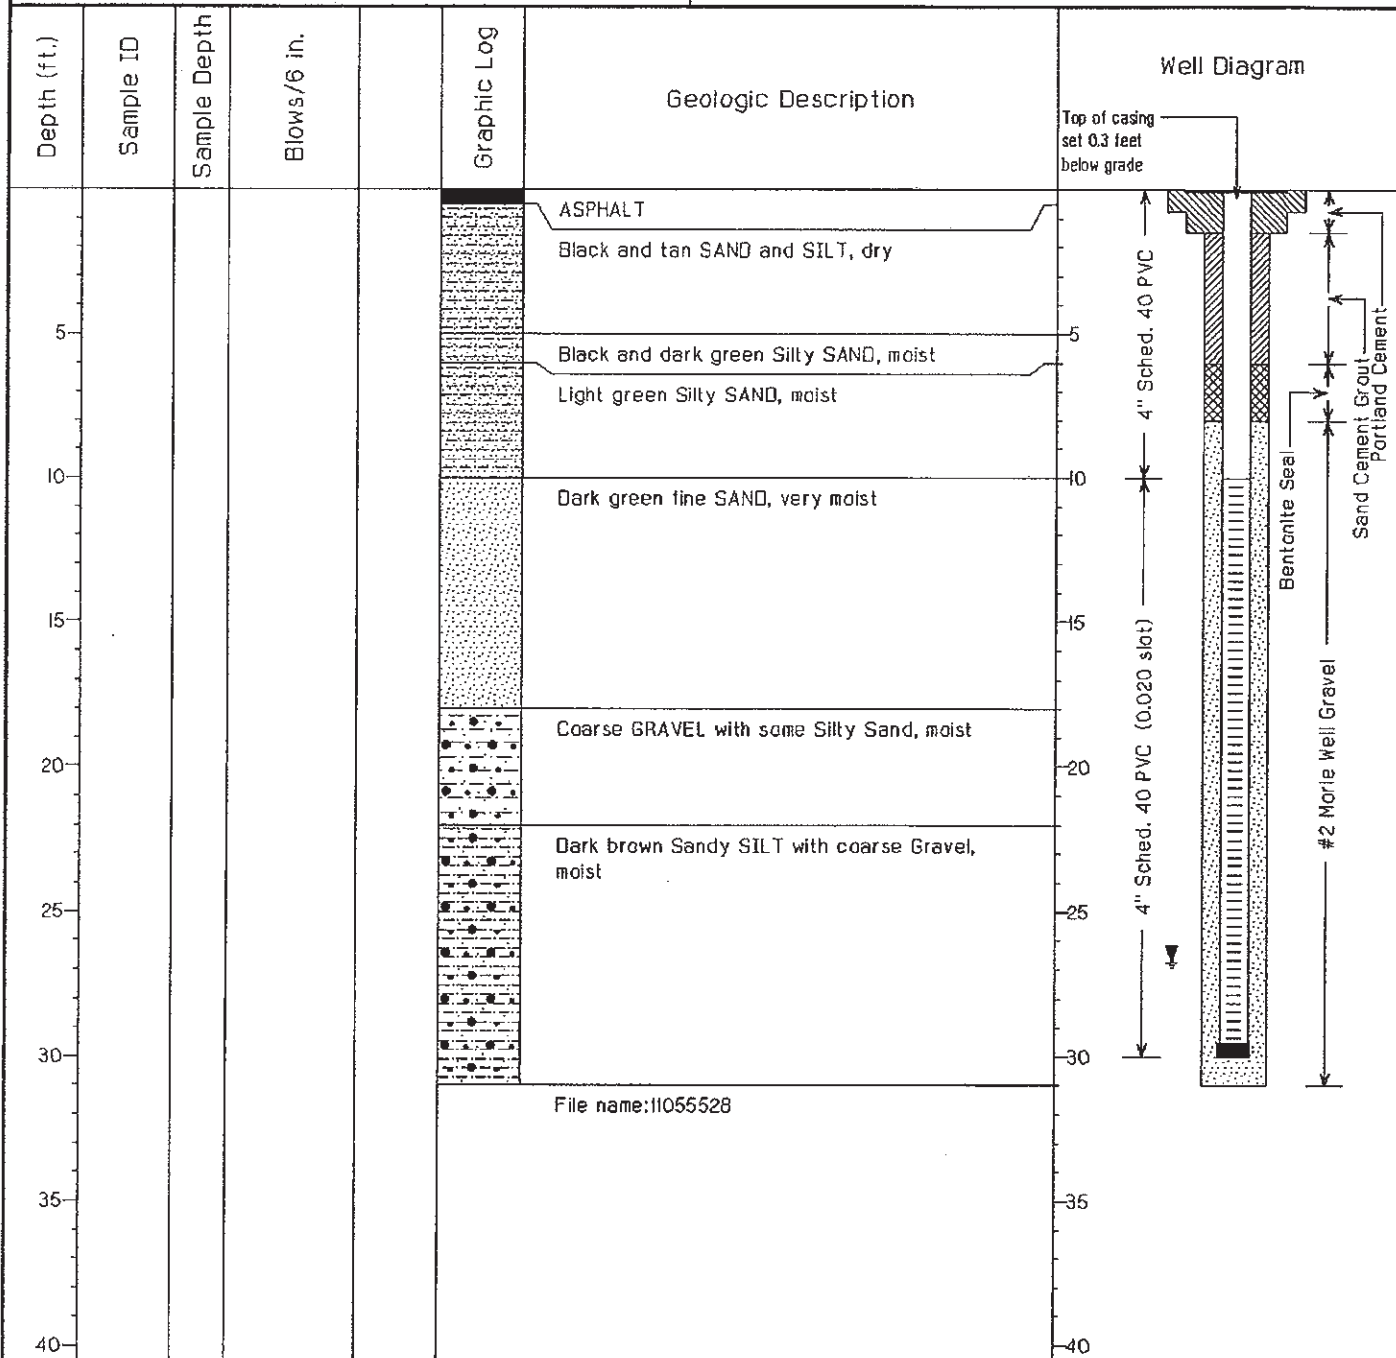 Depth (ft.)
Sample ID
Sample Depth
Blows/6 in.
Graphic Log
Geologic Description
Well Diagram
Top of casing
set 0.3 feet
below grade
ASPHALT
Black and tan SAND and SILT, dry
5
5
Black and dark green Silty SAND, moist
Light green Silty SAND, moist
10
10
Dark green fine SAND, very moist
15
15
Coarse GRAVEL with some Silty Sand, moist
20
20
Dark brown Sandy SILT with coarse Gravel,
moist
25
25
30
30
File name:11055528
35
35
40
40
4" Sched. 40 PVC
4" Sched. 40 PVC (0.020 slot)
Bentonite Seal
#2 Morie Well Gravel
Sand Cement Grout
Portland Cement